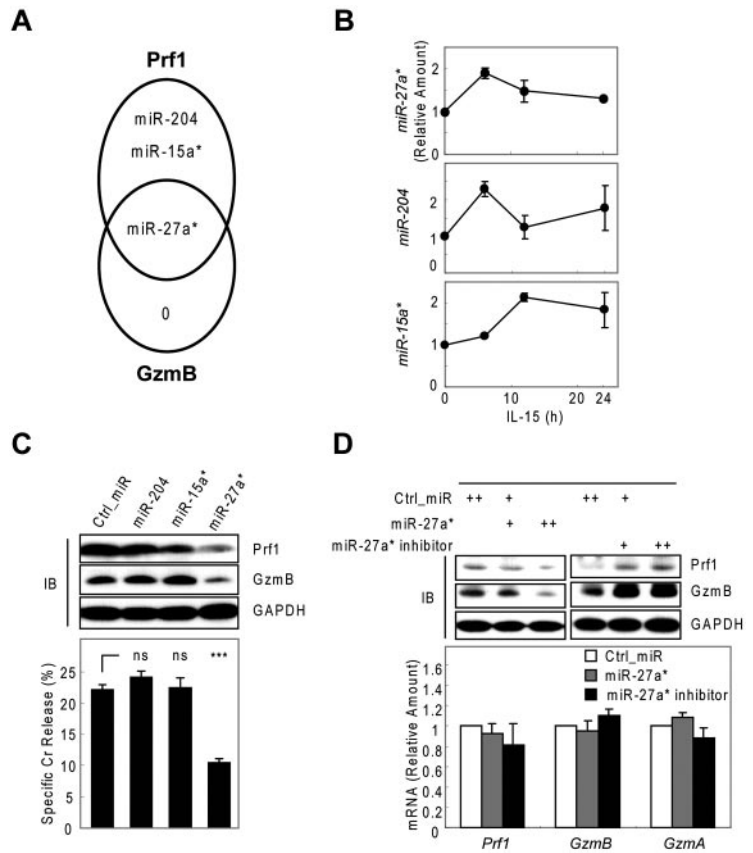 A
Prf1
miR-204
miR-15a*
miR-27a*
0
GzmB
B
miR-27a*
(Relative Amount)
2
1
0
miR-204
2
1
0
miR-15a*
2
1
0
0 10 20 24
IL-15 (h)
C
Ctrl_miR miR-204 miR-15a* miR-27a*
IB
Prf1
GzmB
GAPDH
Specific Cr Release (%)
25
20
15
10
5
0
ns ns ***
D
Ctrl_miR ++ + ++ +
miR-27a* + ++
miR-27a* inhibitor + ++
IB
Prf1
GzmB
GAPDH
mRNA (Relative Amount)
1.6
1.4
1.2
1
0.8
0.6
0.4
0.2
0
Ctrl_miR
miR-27a*
miR-27a* inhibitor
Prf1 GzmB GzmA